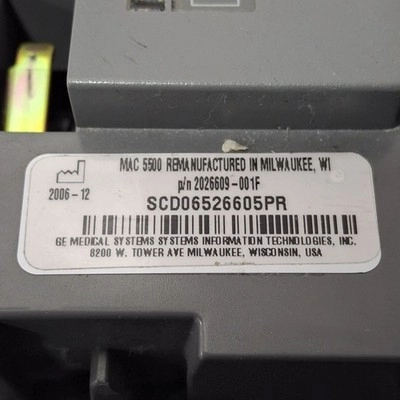 MAC 5500 REMANUFACTURED IN MILWAUKEE, WI
p/n 2026609-001F
2006-12
SCD06526605PR
GE MEDICAL SYSTEMS SYSTEMS INFORMATION TECHNOLOGIES, INC.
8200 W. TOWER AVE MILWAUKEE, WISCONSIN, USA